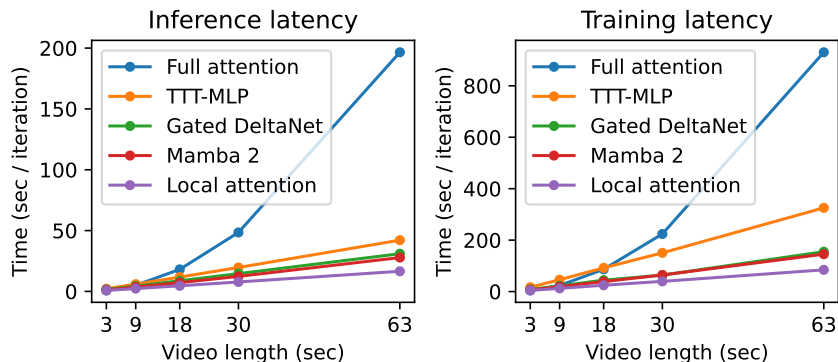 Inference latency
Time (sec / iteration)
200
150
100
50
0
Full attention
TTT-MLP
Gated DeltaNet
Mamba 2
Local attention
3 9 18 30 63
Video length (sec)
Training latency
Time (sec / iteration)
800
600
400
200
0
Full attention
TTT-MLP
Gated DeltaNet
Mamba 2
Local attention
3 9 18 30 63
Video length (sec)